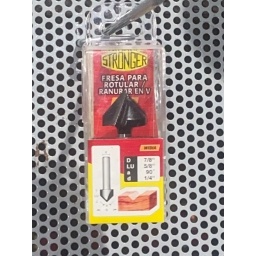 STRONGER
FRESA PARA
ROTULAR /
RANURAR EN V
D 7/8"
LU 5/8"
a 90°
d 1/4"